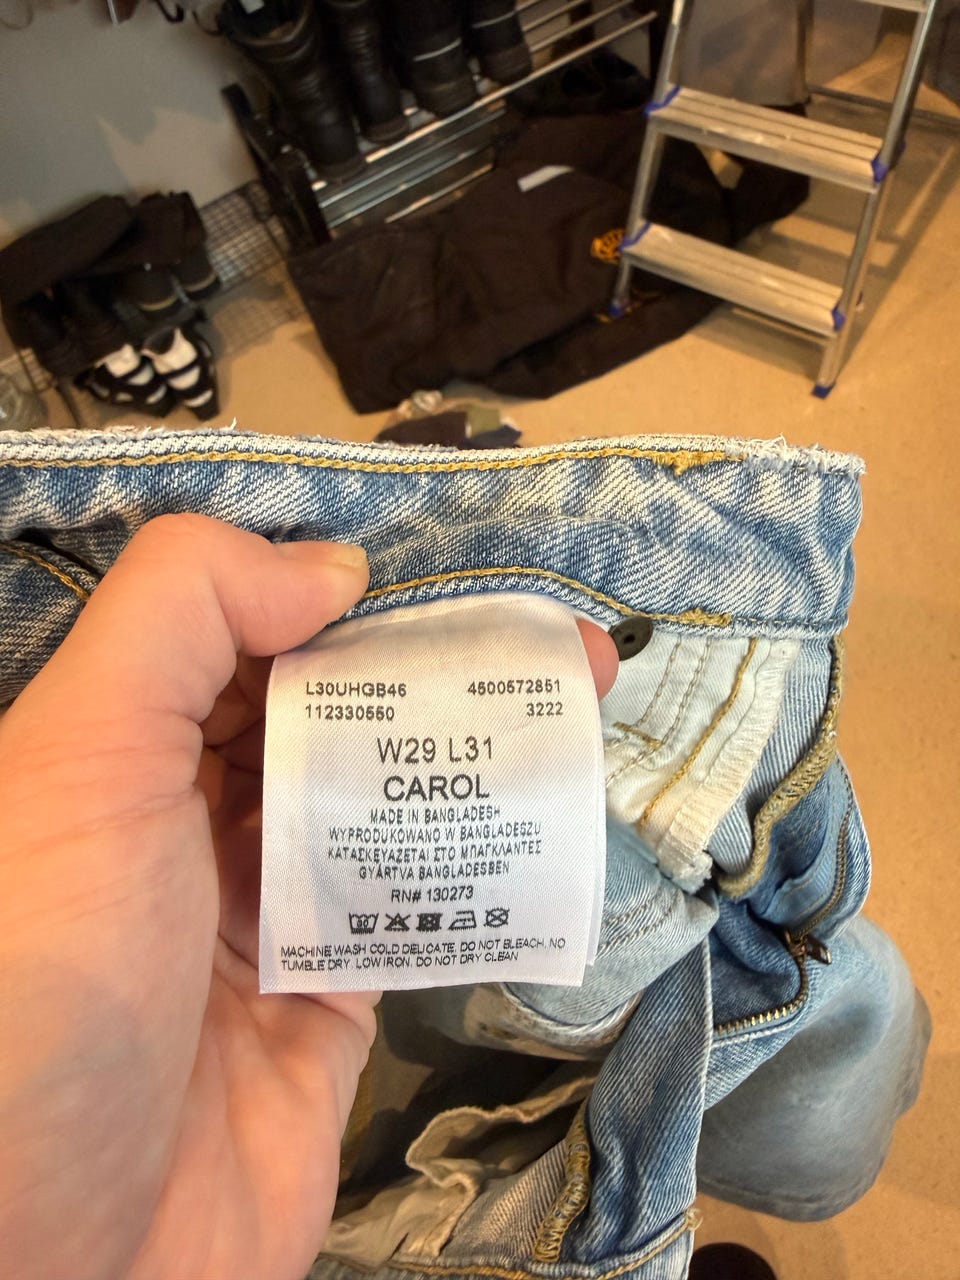 L30UHGB46 4500572851
112330550 3222
W29 L31
CAROL
MADE IN BANGLADESH
WYPRODUKOWANO W BANGLADESZU
ΚΑΤΑΣΚΕΥΑΖΕΤΑΙ ΣΤΟ ΜΠΑΓΚΛΑΝΤΕΣ
GYÁRTVA BANGLADESBEN
RN# 130273
MACHINE WASH COLD DELICATE. DO NOT BLEACH. NO
TUMBLE DRY. LOW IRON. DO NOT DRY CLEAN